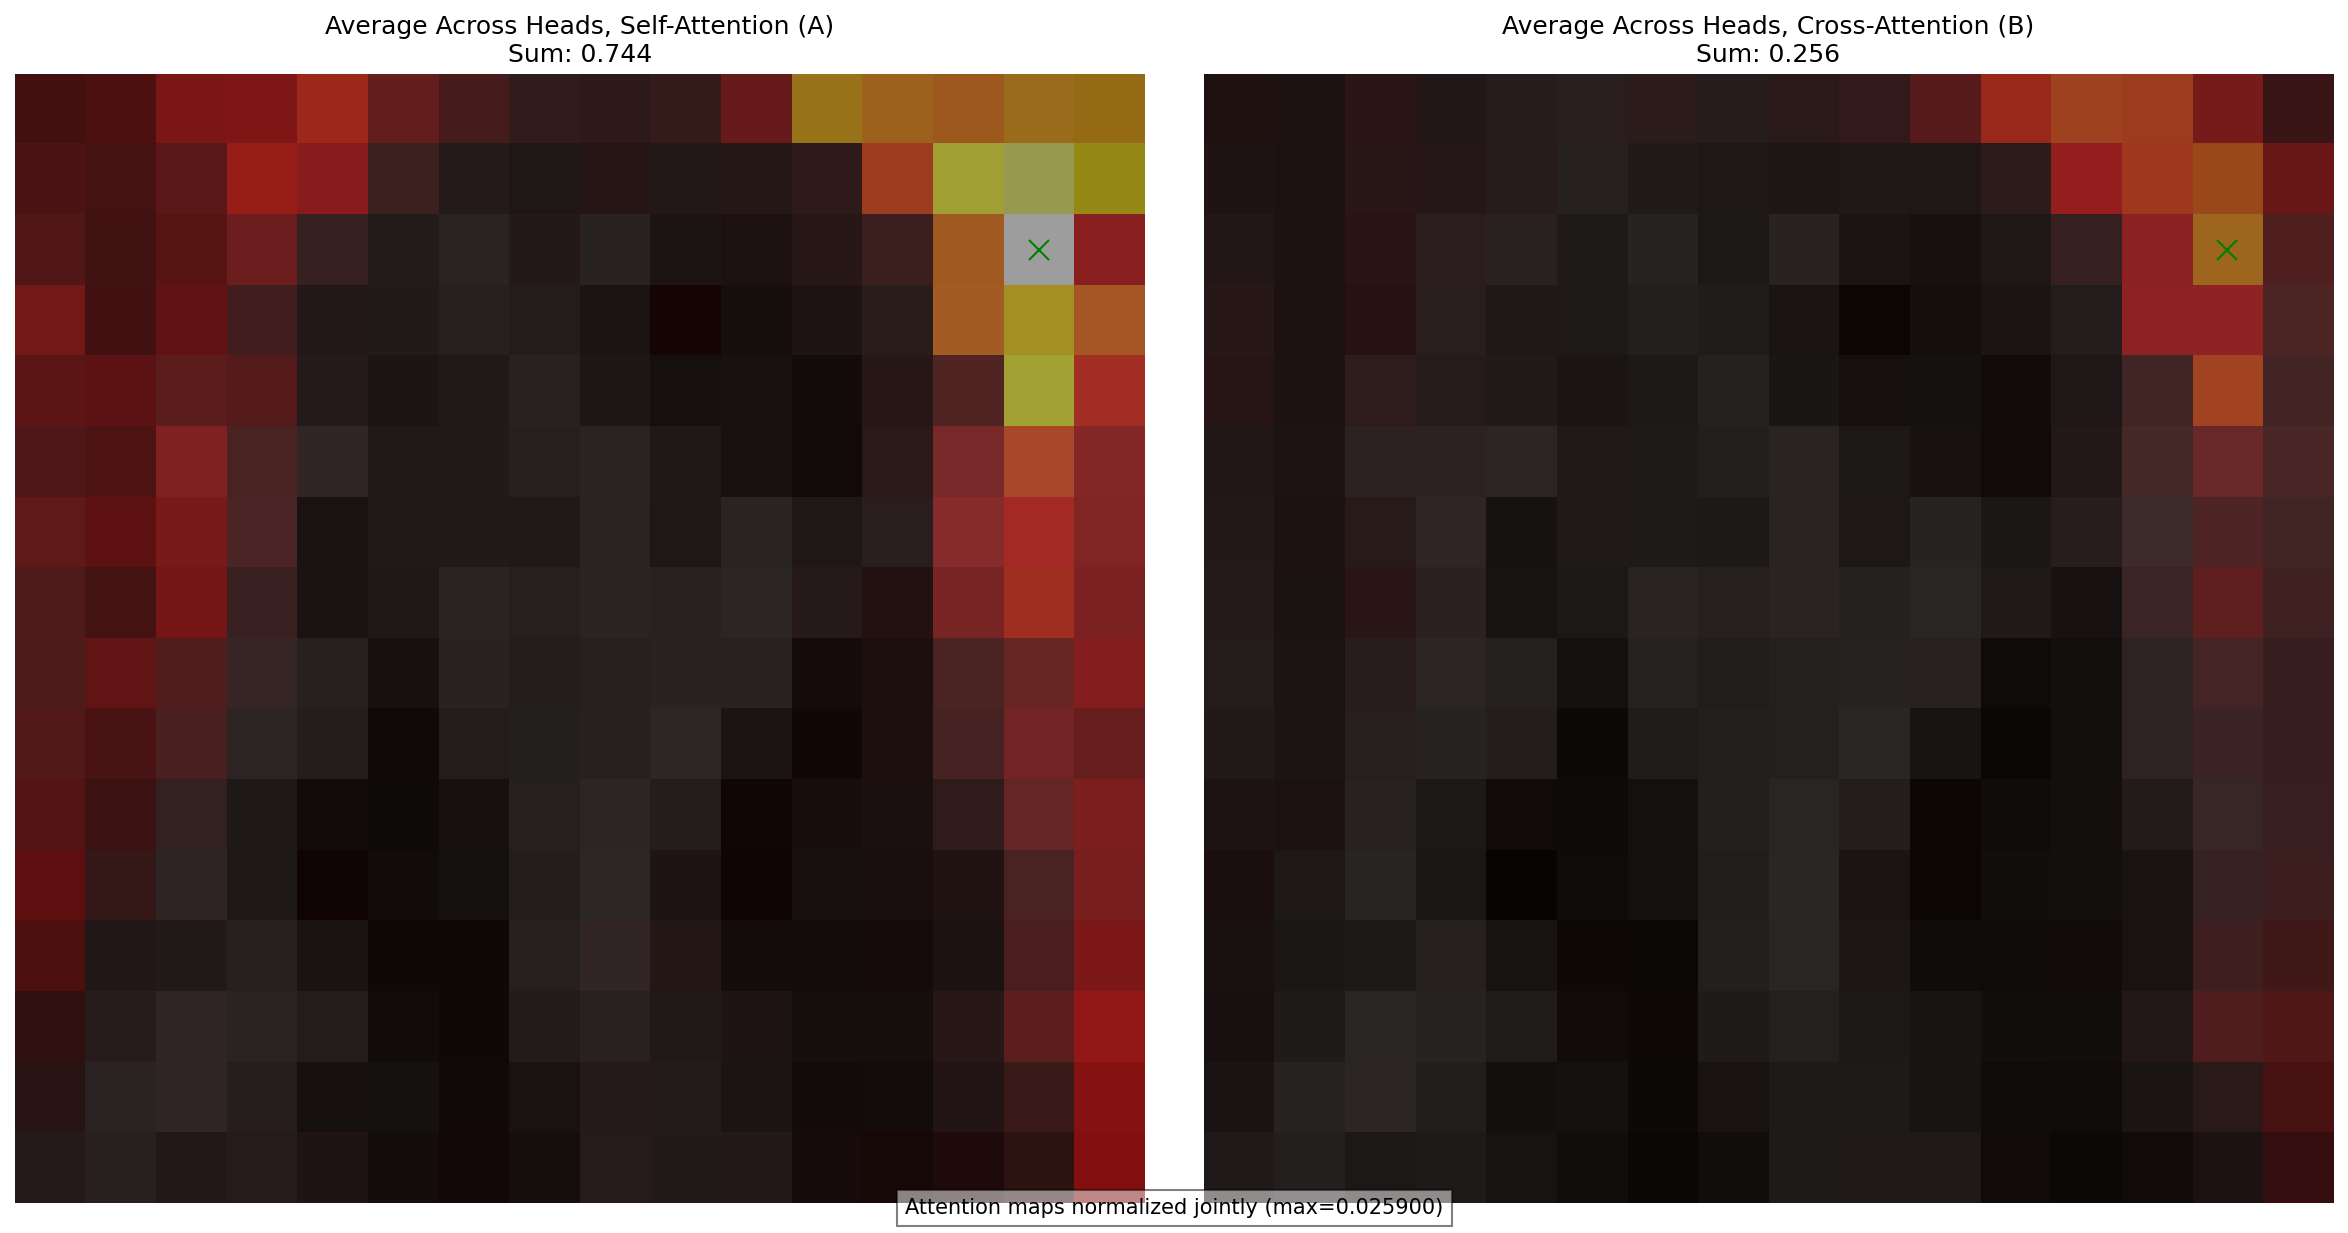 Average Across Heads, Self-Attention (A)
Sum: 0.744
Average Across Heads, Cross-Attention (B)
Sum: 0.256
Attention maps normalized jointly (max=0.025900)